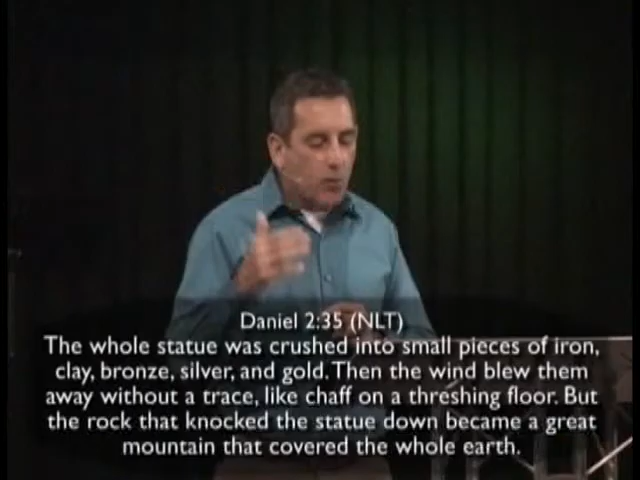 Daniel 2:35 (NLT)
The whole statue was crushed into small pieces of iron,
clay, bronze, silver, and gold. Then the wind blew them
away without a trace, like chaff on a threshing floor. But
the rock that knocked the statue down became a great
mountain that covered the whole earth.